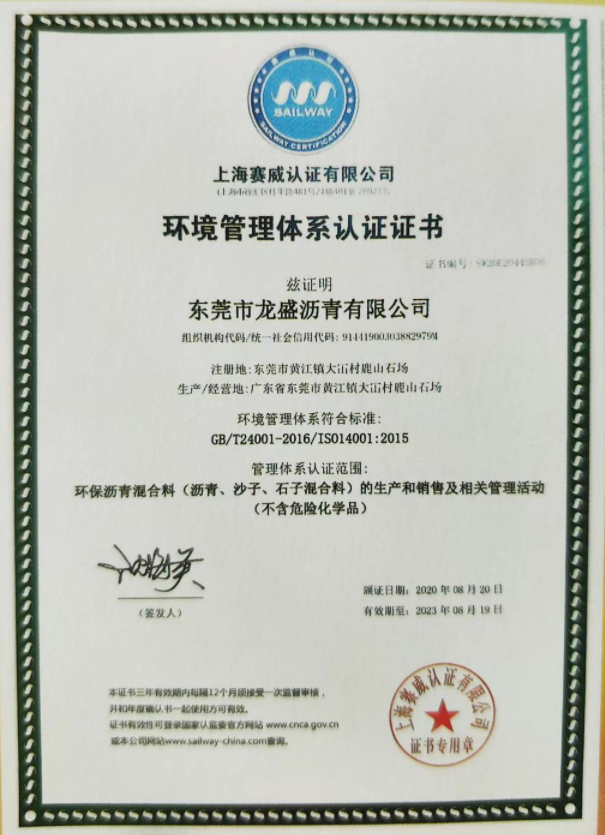 赛威认证
SAILWAY
SAILWAY CERTIFICATION
上海赛威认证有限公司
环境管理体系认证证书
证书编号:
兹证明
东莞市龙盛沥青有限公司
组织机构代码/统一社会信用代码: 91441900303882979M
注册地:东莞市黄江镇大冚村鹿山石场
生产/经营地:广东省东莞市黄江镇大冚村鹿山石场
环境管理体系符合标准:
GB/T24001-2016/ISO14001:2015
管理体系认证范围:
环保沥青混合料（沥青、沙子、石子混合料）的生产和销售及相关管理活动
（不含危险化学品）
（签发人）
颁证日期: 2020 年 08 月 20 日
有效期至: 2023 年 08 月 19 日
本证书三年有效期内每隔12个月须接受一次监督审核，
并和年度确认书一起使用方可有效。
证书有效性可登录国家认监委官方网站 www.cnca.gov.cn
或本公司网站www.sailway-china.com查询。
上海赛威认证有限公司
证书专用章